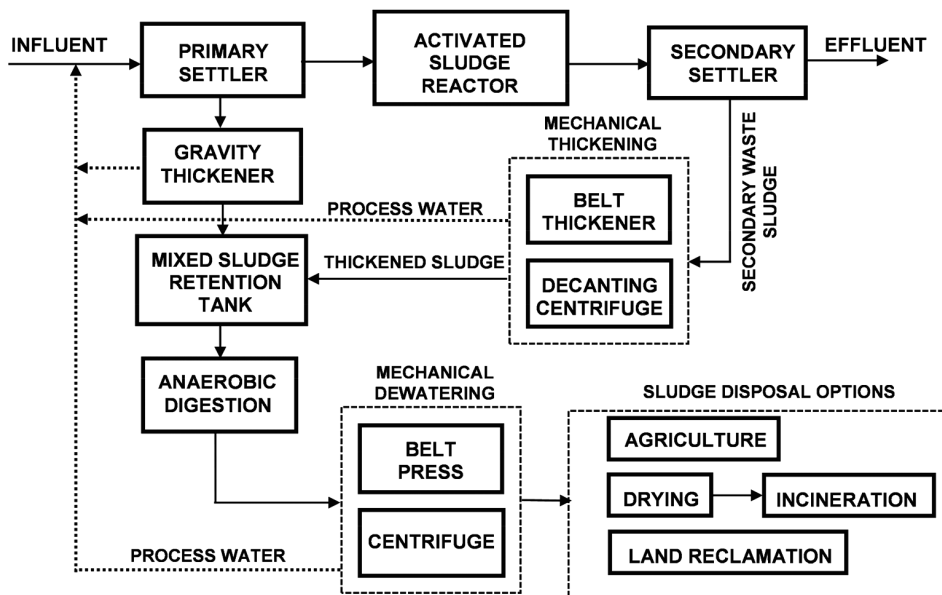 INFLUENT
PRIMARY
SETTLER
ACTIVATED
SLUDGE
REACTOR
SECONDARY
SETTLER
EFFLUENT
GRAVITY
THICKENER
MECHANICAL
THICKENING
BELT
THICKENER
DECANTING
CENTRIFUGE
SECONDARY WASTE
SLUDGE
PROCESS WATER
THICKENED SLUDGE
MIXED SLUDGE
RETENTION
TANK
ANAEROBIC
DIGESTION
MECHANICAL
DEWATERING
BELT
PRESS
CENTRIFUGE
PROCESS WATER
SLUDGE DISPOSAL OPTIONS
AGRICULTURE
DRYING
INCINERATION
LAND RECLAMATION